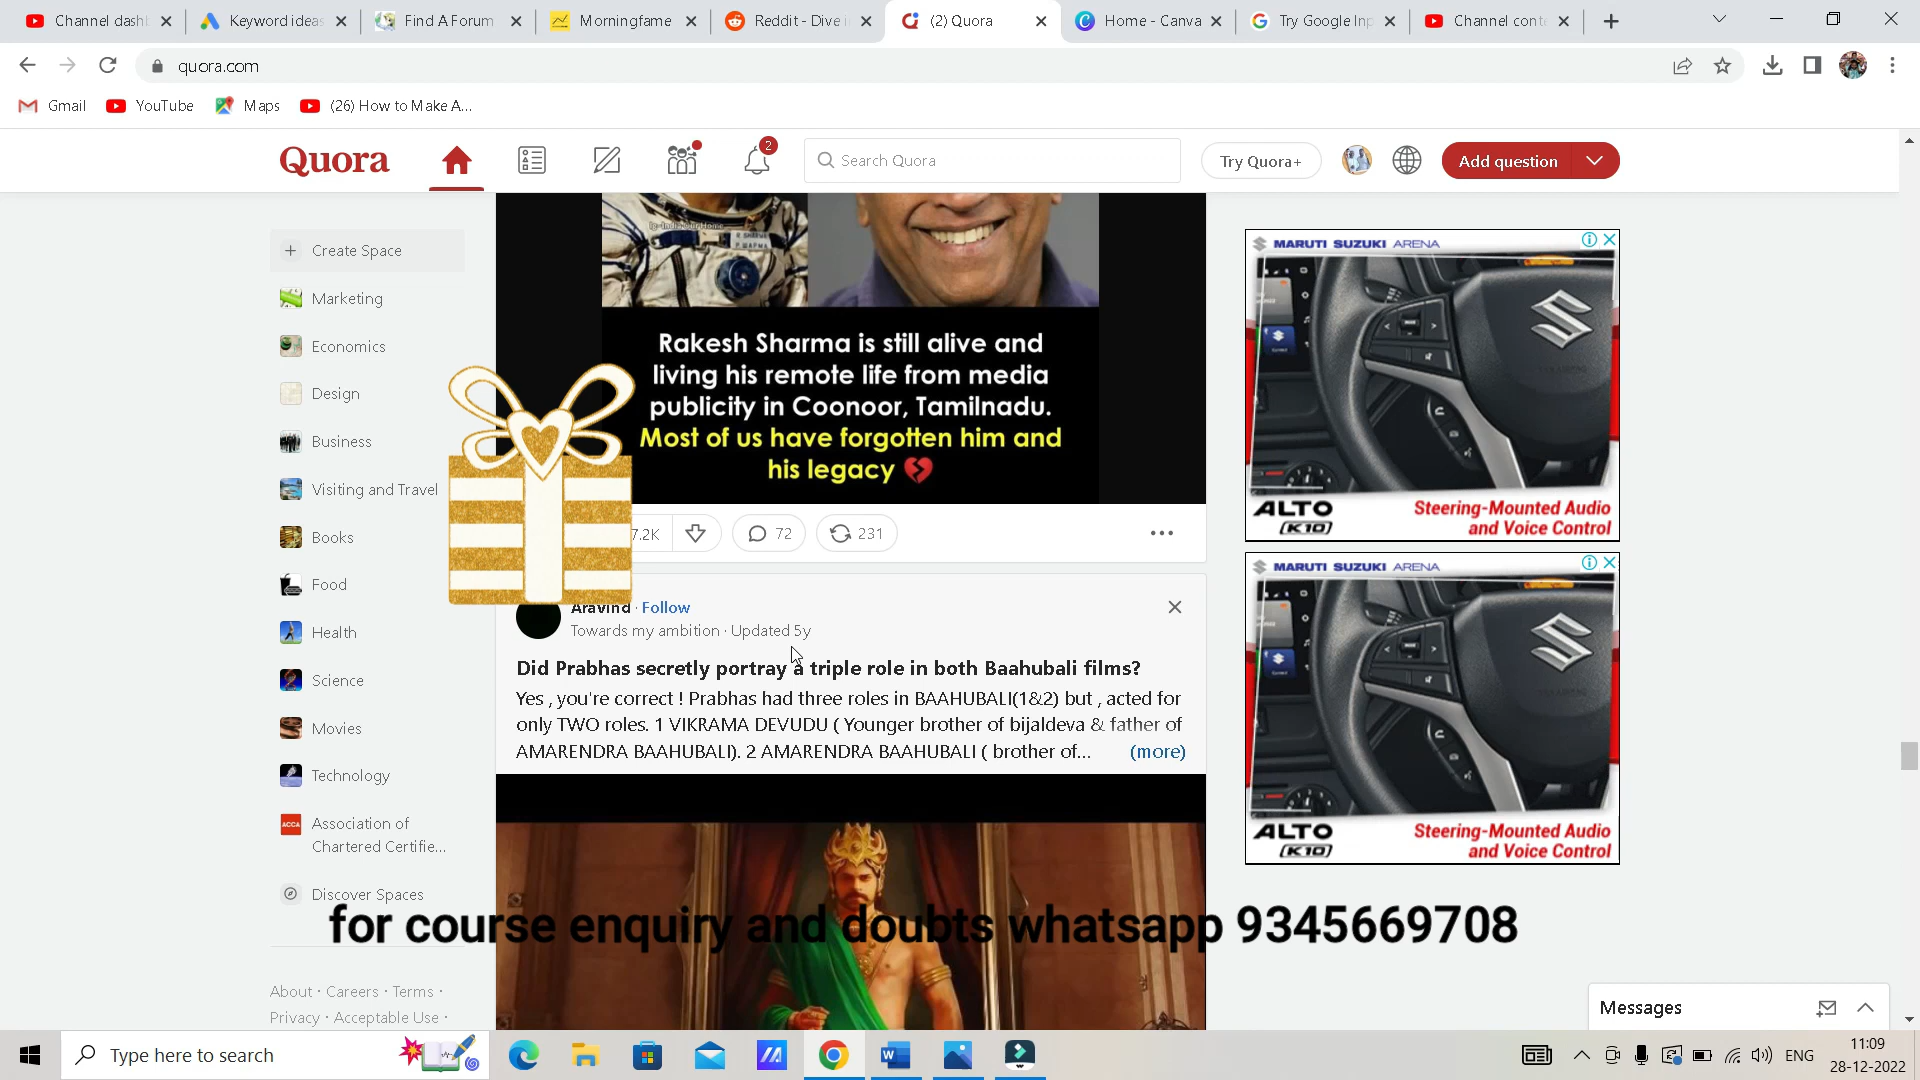 Channel dash
Keyword ideas
Find A Forum
Morningfame
Reddit - Dive i
(2) Quora
Home - Canva
Try Google Inp
Channel cont
quora.com
Gmail
YouTube
Maps
(26) How to Make A...
Quora
2
Search Quora
Try Quora+
Add question
Create Space
Marketing
Economics
Design
Business
Visiting and Travel
Books
Food
Health
Science
Movies
Technology
ACCA
Association of
Chartered Certifie...
Discover Spaces
About · Careers · Terms ·
Privacy · Acceptable Use ·
Rakesh Sharma is still alive and
living his remote life from media
publicity in Coonoor, Tamilnadu.
Most of us have forgotten him and
his legacy 💔
7.2K
72
231
Aravind · Follow
Towards my ambition · Updated 5y
Did Prabhas secretly portray a triple role in both Baahubali films?
Yes , you're correct ! Prabhas had three roles in BAAHUBALI(1&2) but , acted for
only TWO roles. 1 VIKRAMA DEVUDU ( Younger brother of bijaldeva & father of
AMARENDRA BAAHUBALI). 2 AMARENDRA BAAHUBALI ( brother of... (more)
MARUTI SUZUKI ARENA
ALTO
K10
Steering-Mounted Audio
and Voice Control
MARUTI SUZUKI ARENA
ALTO
K10
Steering-Mounted Audio
and Voice Control
for course enquiry and doubts whatsapp 9345669708
Messages
Type here to search
ENG
11:09
28-12-2022